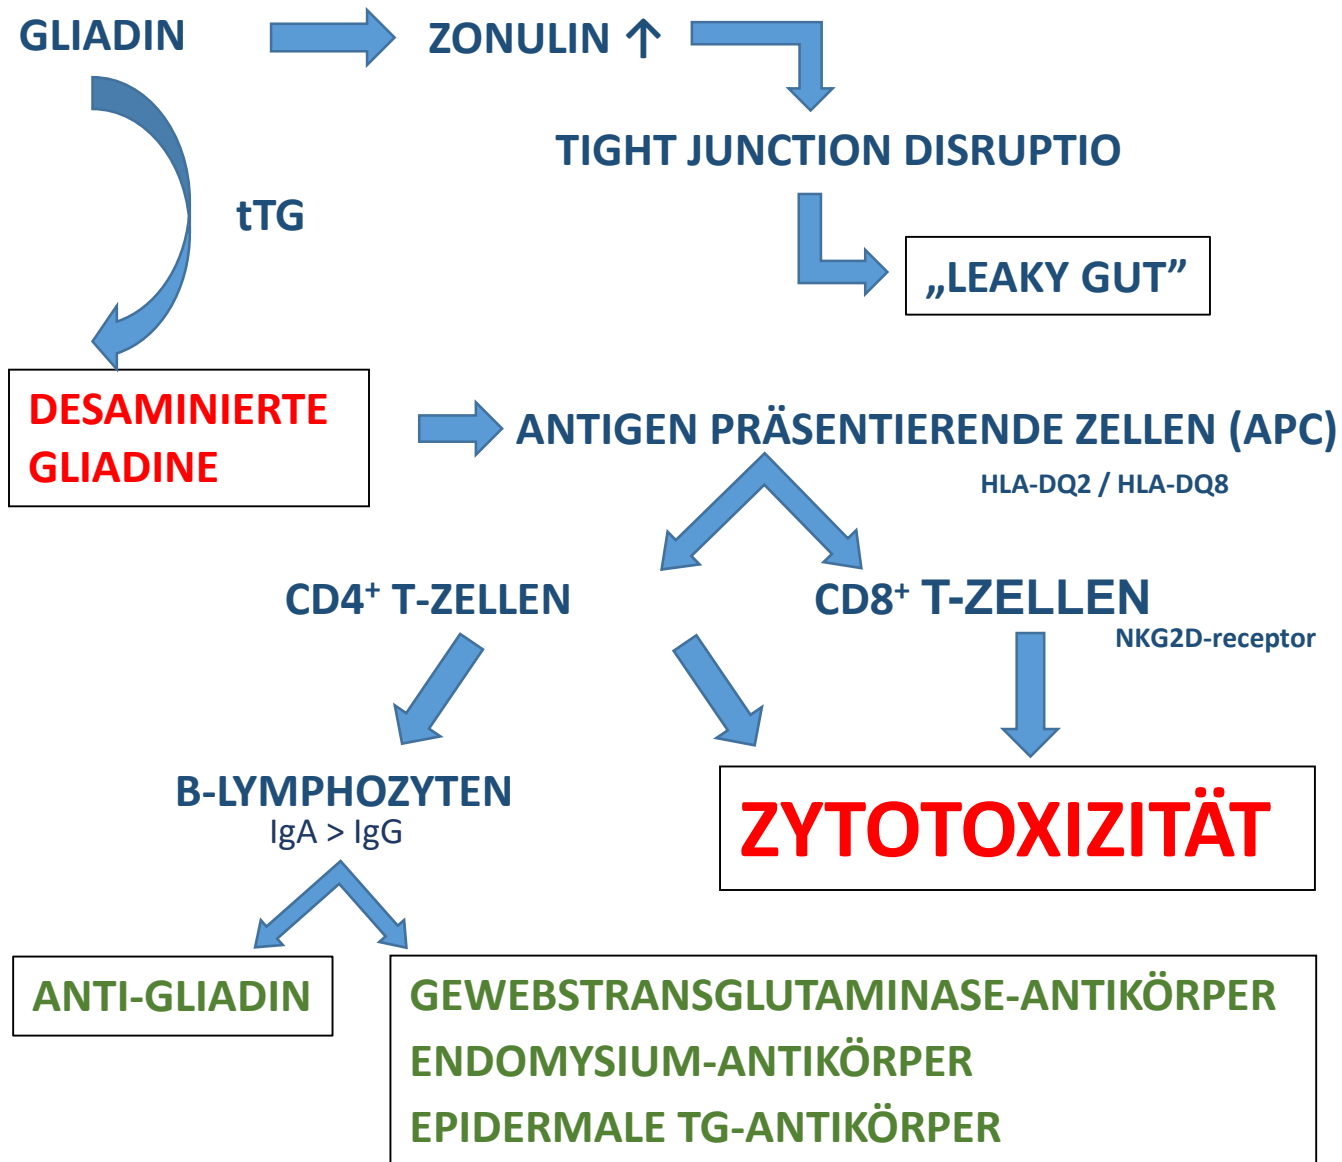 GLIADIN
ZONULIN ↑
TIGHT JUNCTION DISRUPTIO
tTG
„LEAKY GUT”
DESAMINIERTE
GLIADINE
ANTIGEN PRÄSENTIERENDE ZELLEN (APC)
HLA-DQ2 / HLA-DQ8
CD4⁺ T-ZELLEN
CD8⁺ T-ZELLEN
NKG2D-receptor
B-LYMPHOZYTEN
IgA > IgG
ZYTOTOXIZITÄT
ANTI-GLIADIN
GEWEBSTRANSGLUTAMINASE-ANTIKÖRPER
ENDOMYSIUM-ANTIKÖRPER
EPIDERMALE TG-ANTIKÖRPER